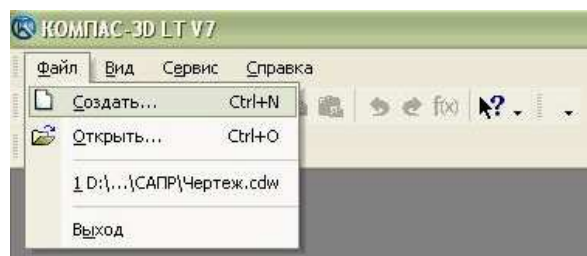 КОМПАС-3D LT V7
Файл Вид Сервис Справка
Создать... Ctrl+N
f(x) ?
Открыть... Ctrl+O
1 D:\...\САПР\Чертеж.cdw
Выход